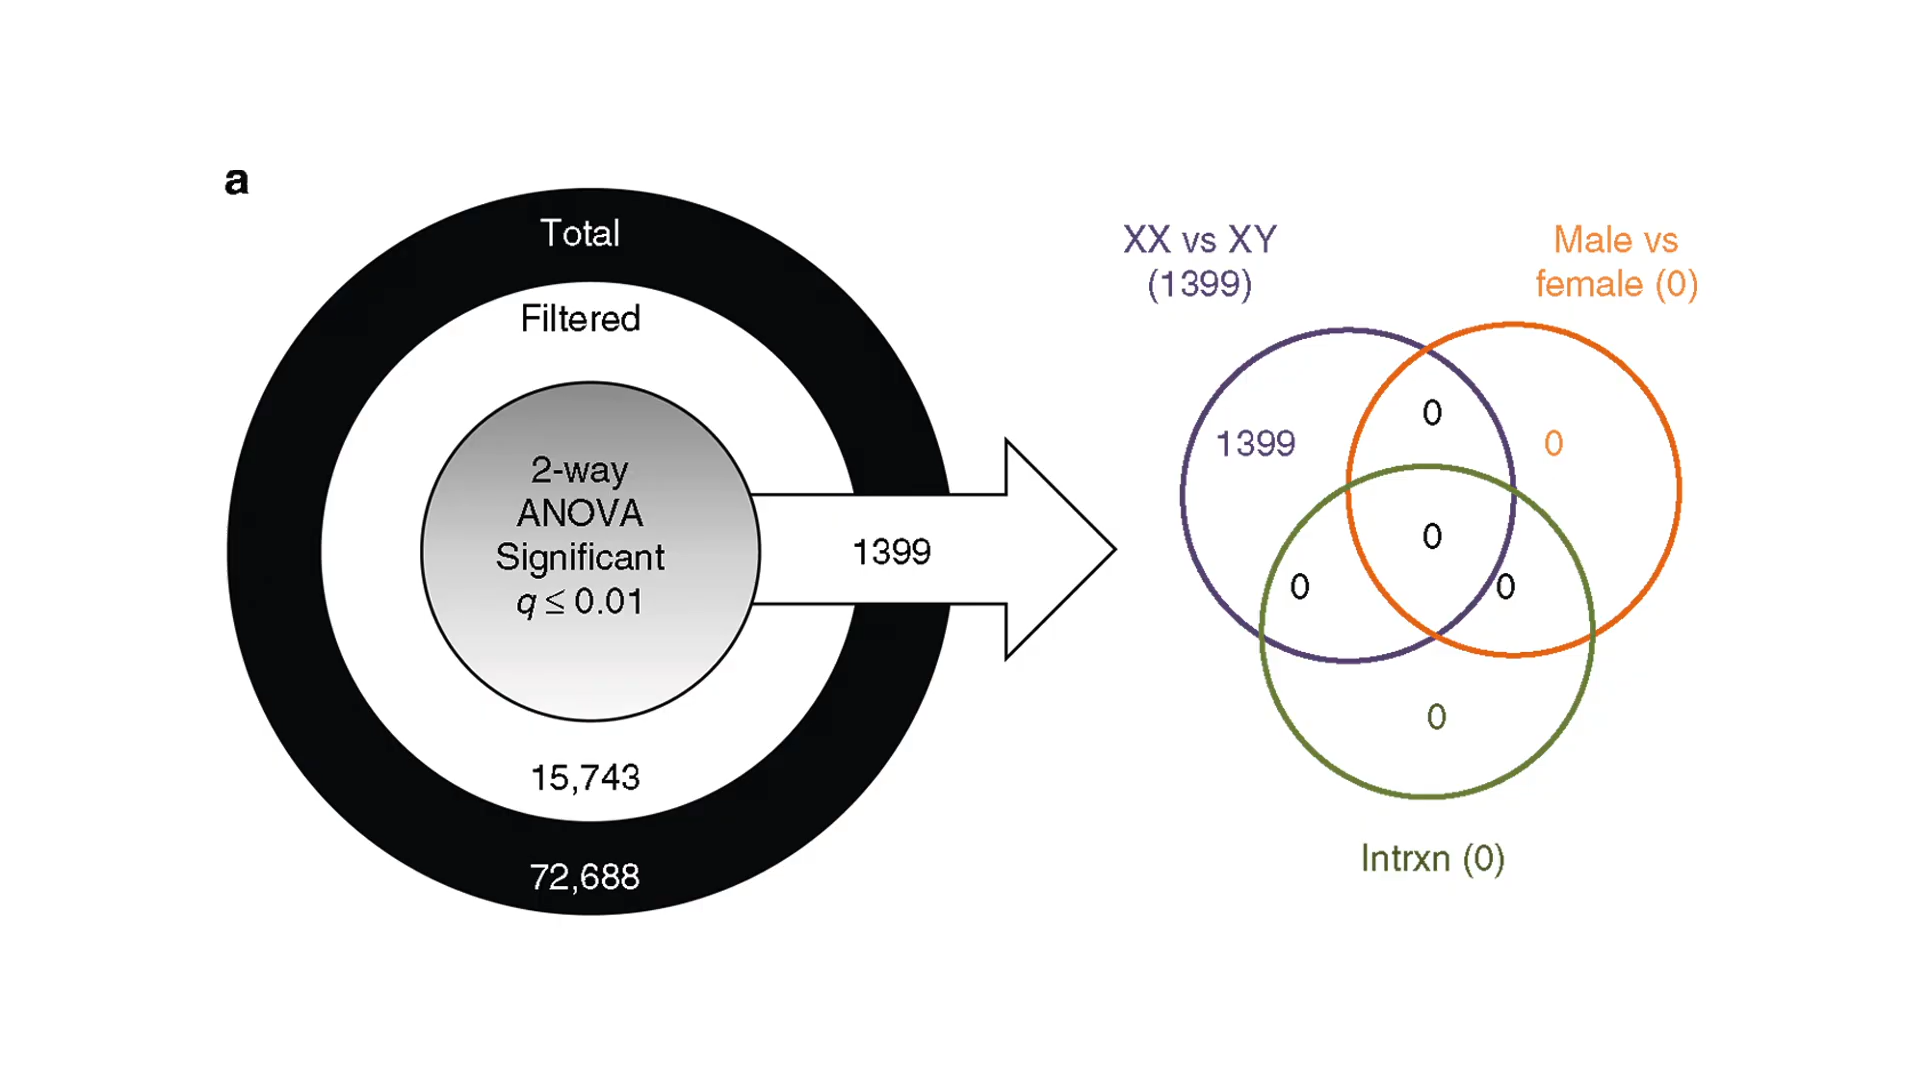 a
Total
Filtered
2-way
ANOVA
Significant
q ≤ 0.01
15,743
72,688
1399
XX vs XY
(1399)
Male vs
female (0)
0
1399
0
0
0
0
0
Intrxn (0)